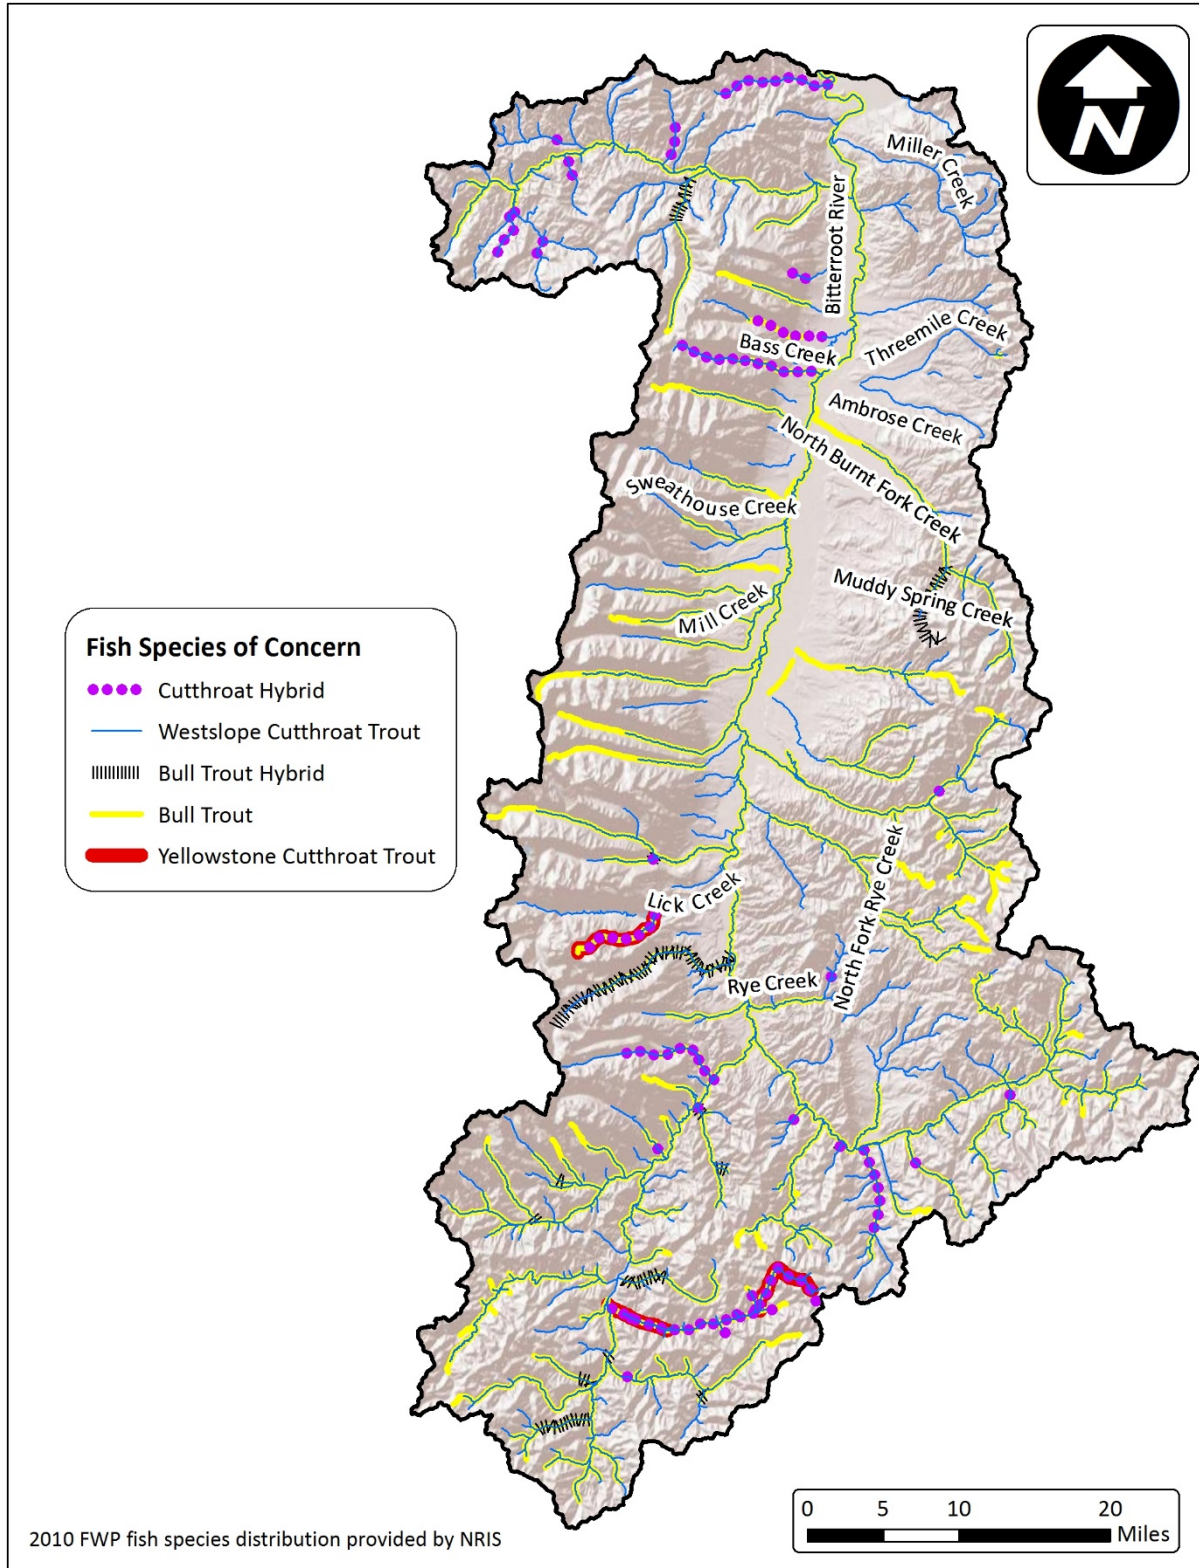 N
Miller Creek
Bitterroot River
Threemile Creek
Bass Creek
Ambrose Creek
North Burnt Fork Creek
Sweathouse Creek
Muddy Spring Creek
Mill Creek
Fish Species of Concern
Cutthroat Hybrid
Westslope Cutthroat Trout
Bull Trout Hybrid
Bull Trout
Yellowstone Cutthroat Trout
North Fork Rye Creek
Lick Creek
Rye Creek
0 5 10 20
Miles
2010 FWP fish species distribution provided by NRIS